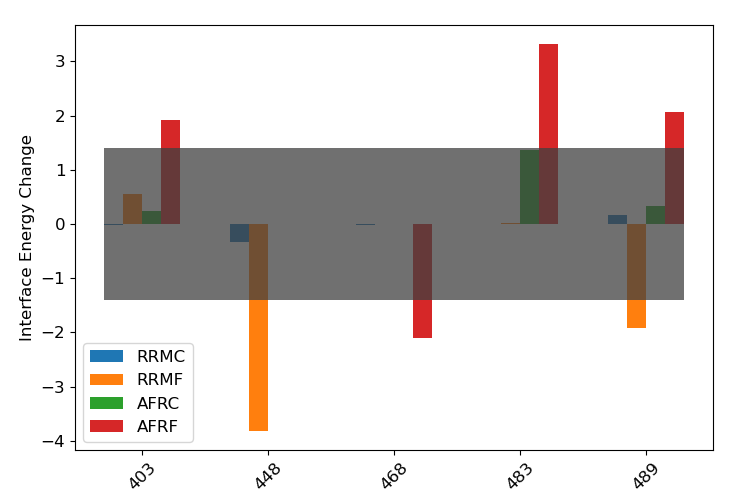 Interface Energy Change
3
2
1
0
−1
−2
−3
−4
RRMC
RRMF
AFRC
AFRF
403
448
468
483
489